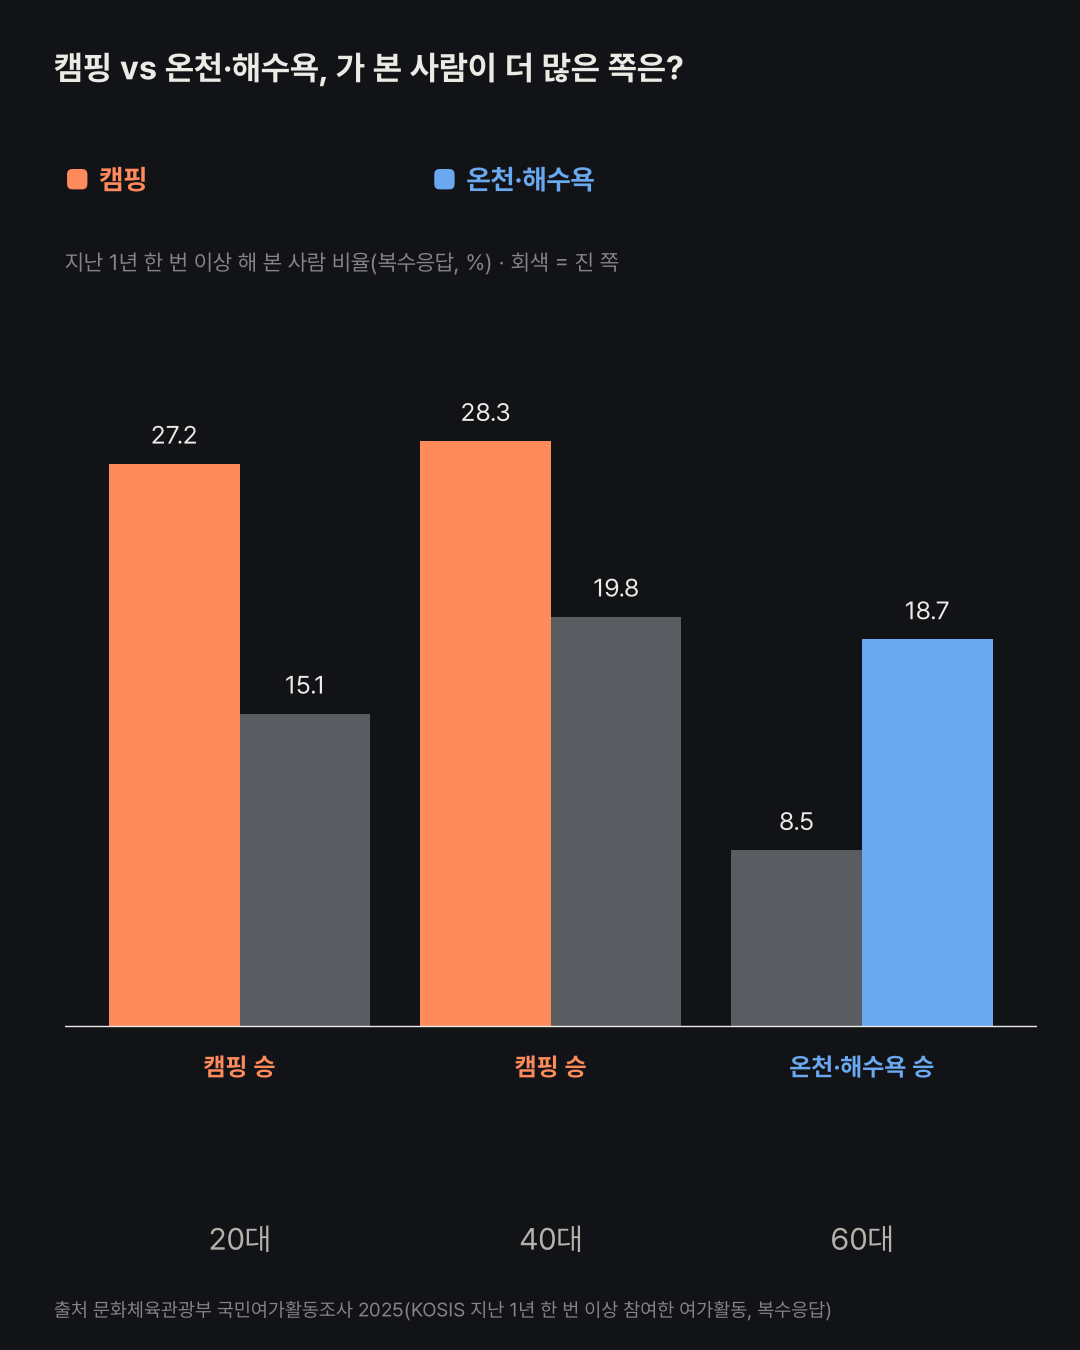 캠핑 vs 온천·해수욕, 가 본 사람이 더 많은 쪽은?
캠핑 온천·해수욕
지난 1년 한 번 이상 해 본 사람 비율(복수응답, %) · 회색 = 진 쪽
27.2
15.1
28.3
19.8
8.5
18.7
캠핑 승 캠핑 승 온천·해수욕 승
20대 40대 60대
출처 문화체육관광부 국민여가활동조사 2025(KOSIS 지난 1년 한 번 이상 참여한 여가활동, 복수응답)